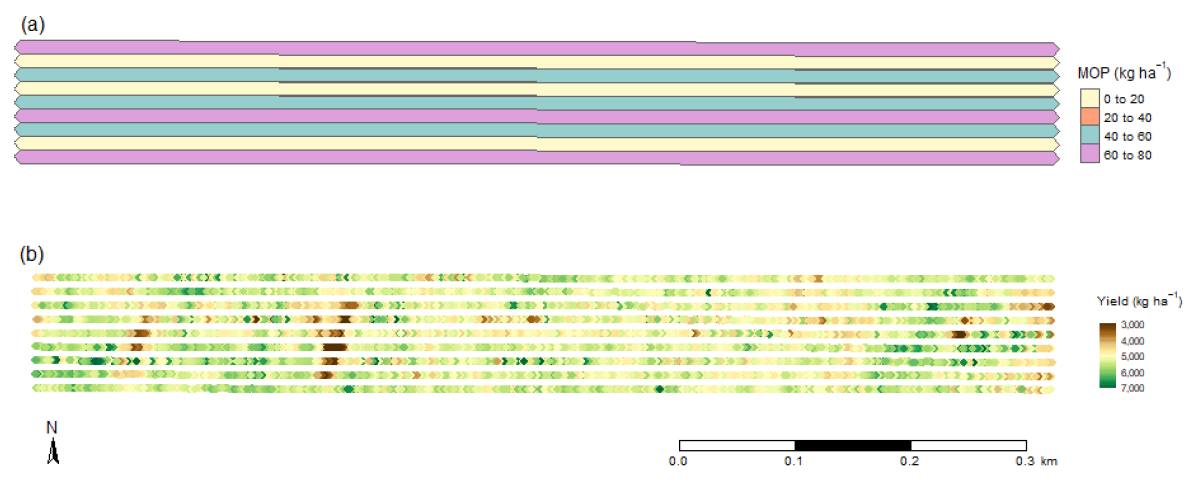 (a)
MOP (kg ha⁻¹)
0 to 20
20 to 40
40 to 60
60 to 80
(b)
Yield (kg ha⁻¹)
3,000
4,000
5,000
6,000
7,000
N
0.0 0.1 0.2 0.3 km